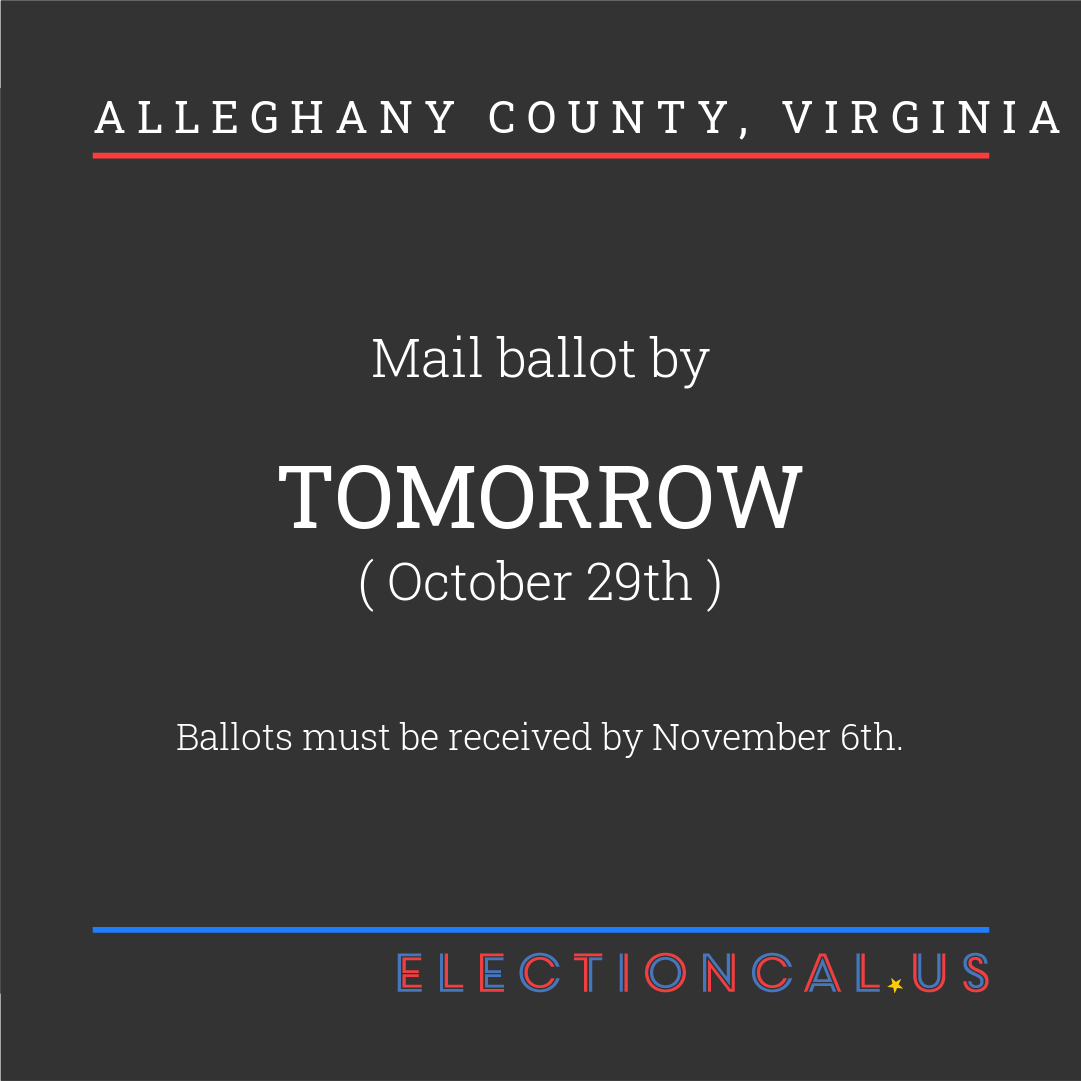 ALLEGHANY COUNTY, VIRGINIA
Mail ballot by
TOMORROW
( October 29th )
Ballots must be received by November 6th.
ELECTIONCAL.US